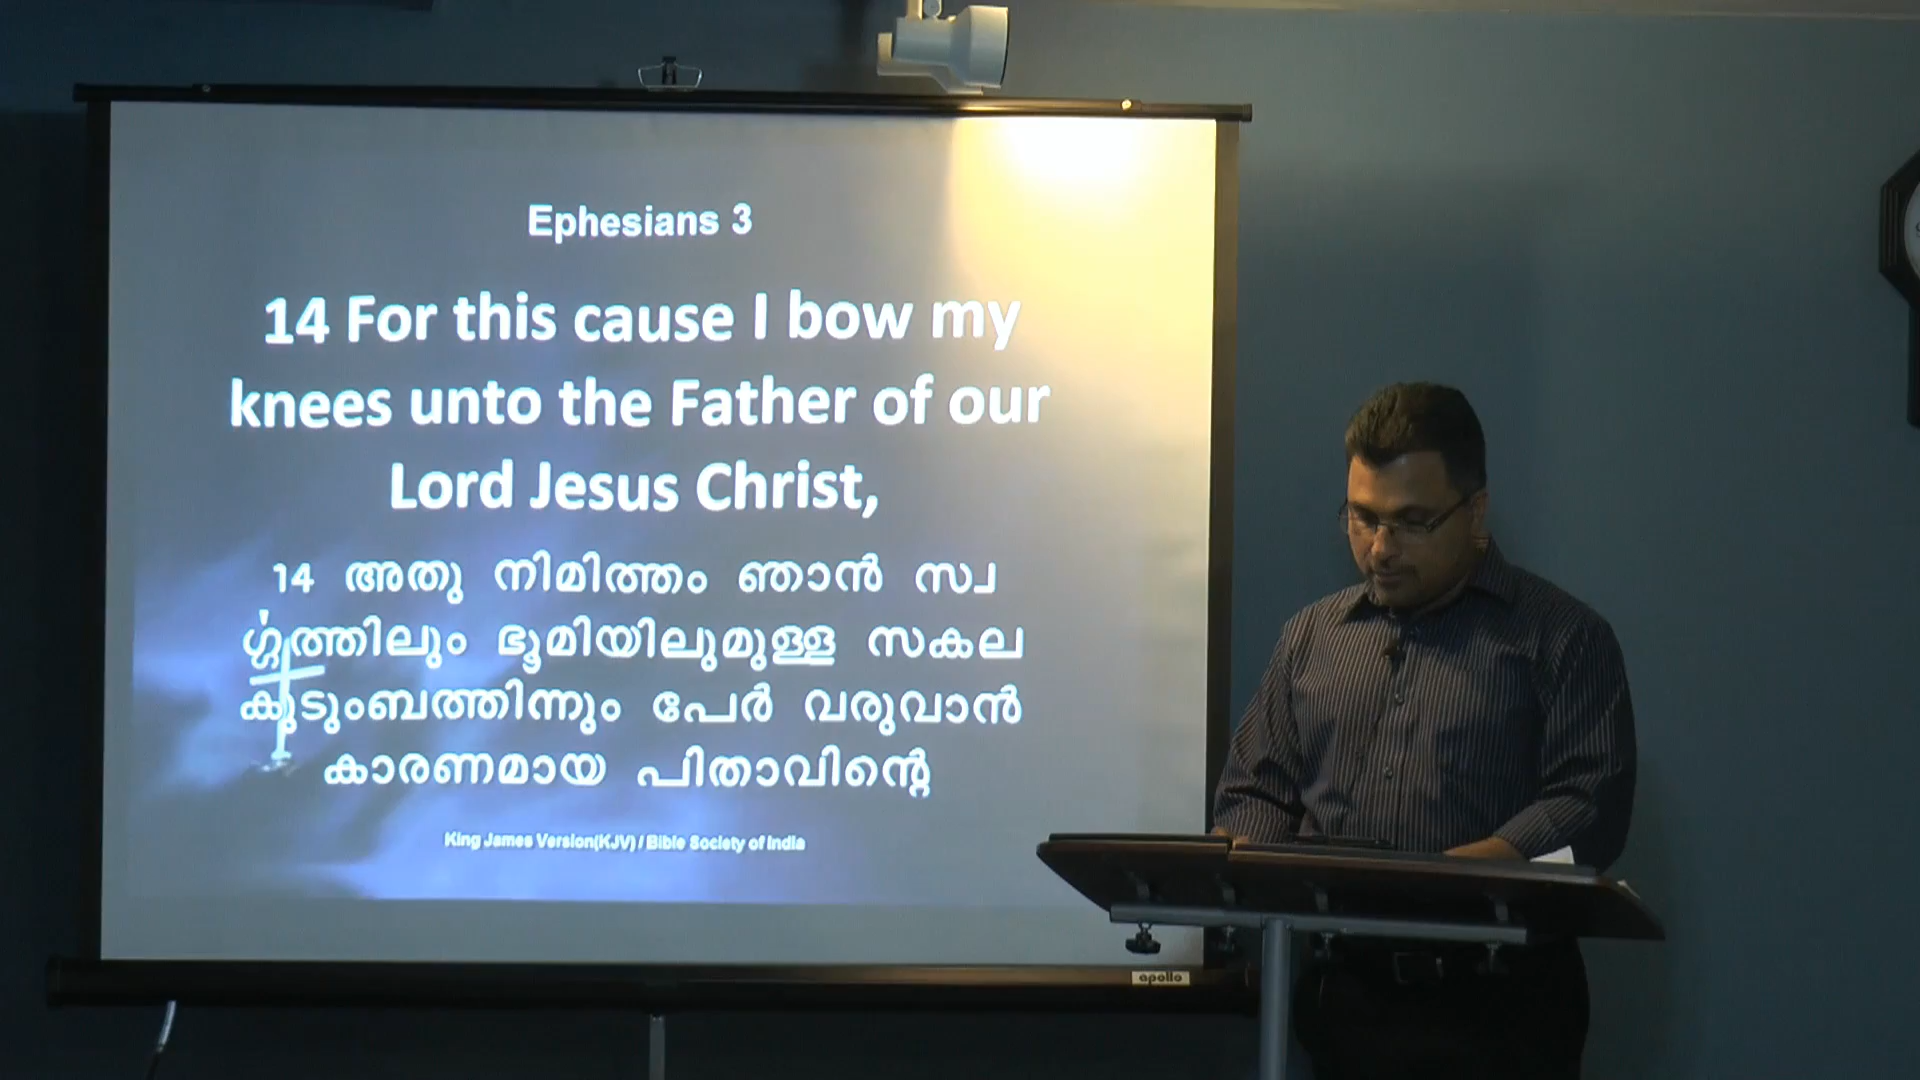 Ephesians 3
14 For this cause I bow my
knees unto the Father of our
Lord Jesus Christ,
14 അതു നിമിത്തം ഞാൻ സ്വ
ർഗ്ഗത്തിലും ഭൂമിയിലുമുള്ള സകല
കുടുംബത്തിന്നും പേർ വരുവാൻ
കാരണമായ പിതാവിന്റെ
King James Version(KJV) / Bible Society of India
apollo